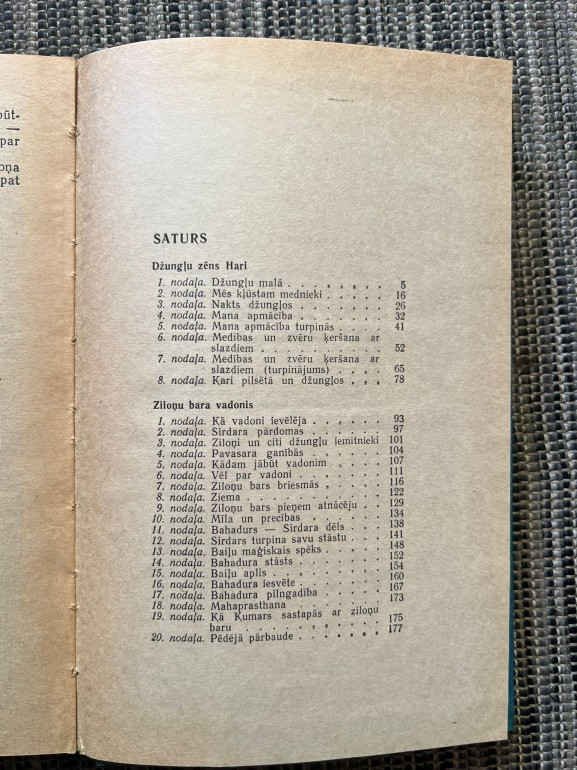 būt-
—
par
oņa
pat
SATURS
Džungļu zēns Hari
1. nodaļa. Džungļu malā . . . . . . . . 5
2. nodaļa. Mēs kļūstam mednieki . . . . . 16
3. nodaļa. Nakts džungļos . . . . . . . 26
4. nodaļa. Mana apmācība . . . . . . . 32
5. nodaļa. Mana apmācība turpinās . . . . 41
6. nodaļa. Medības un zvēru ķeršana ar
slazdiem . . . . . . . . . . 52
7. nodaļa. Medības un zvēru ķeršana ar
slazdiem (turpinājums) . . . . 65
8. nodaļa. Kari pilsētā un džungļos . . . 78
Ziloņu bara vadonis
1. nodaļa. Kā vadoni ievēlēja . . . . . . 93
2. nodaļa. Sirdara pārdomas . . . . . . 97
3. nodaļa. Ziloņi un citi džungļu iemitnieki 101
4. nodaļa. Pavasara ganībās . . . . . . 104
5. nodaļa. Kādam jābūt vadonim . . . . . 107
6. nodaļa. Vēl par vadoni . . . . . . . 111
7. nodaļa. Ziloņu bars briesmās . . . . . 116
8. nodaļa. Ziema . . . . . . . . . . 122
9. nodaļa. Ziloņu bars pieņem atnācēju . . 129
10. nodaļa. Mīla un precības . . . . . . 134
11. nodaļa. Bahadurs — Sirdara dēls . . . 138
12. nodaļa. Sirdars turpina savu stāstu . . . 141
13. nodaļa. Baiļu maģiskais spēks . . . . . 148
14. nodaļa. Bahadura stāsts . . . . . . . 152
15. nodaļa. Baiļu aplis . . . . . . . . 154
16. nodaļa. Bahadura iesvēte . . . . . . 160
17. nodaļa. Bahadura pilngadība . . . . . 167
18. nodaļa. Mahaprasthana . . . . . . . 173
19. nodaļa. Kā Kumars sastapās ar ziloņu
baru . . . . . . . . . . . 175
20. nodaļa. Pēdējā pārbaude . . . . . . 177